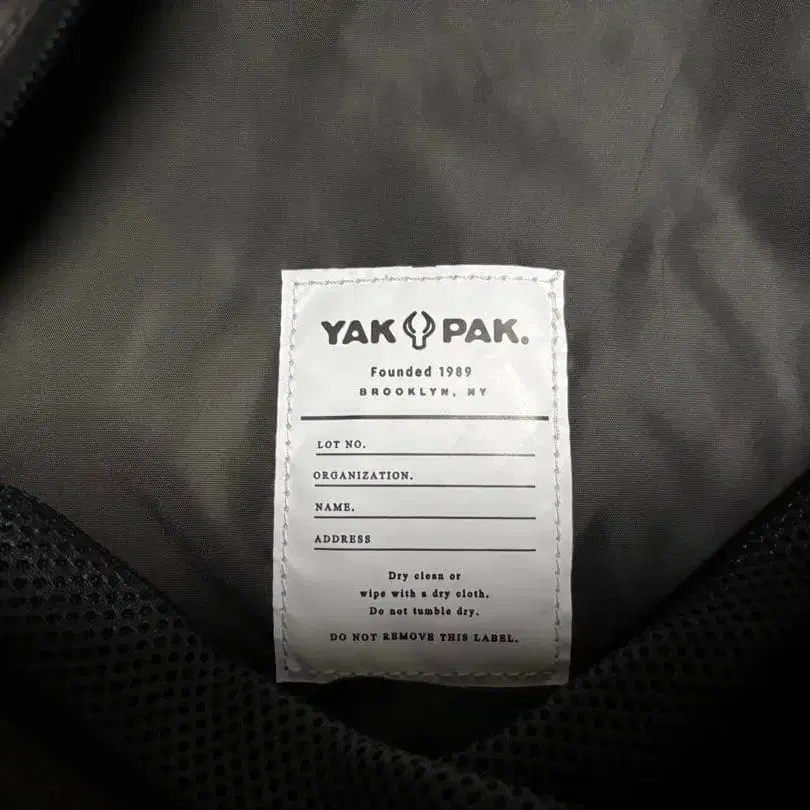 YAK PAK.
Founded 1989
BROOKLYN, NY
LOT NO.
ORGANIZATION.
NAME.
ADDRESS
Dry clean or
wipe with a dry cloth.
Do not tumble dry.
DO NOT REMOVE THIS LABEL.